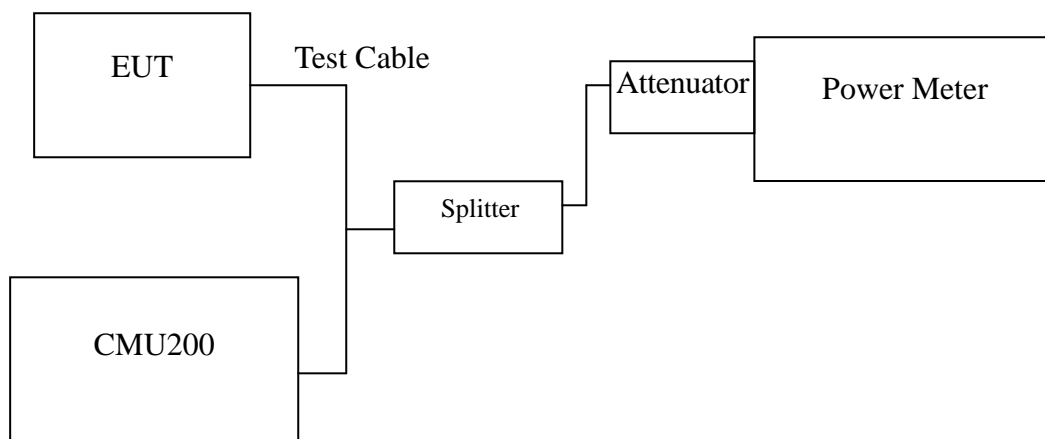 EUT
Test Cable
Attenuator
Power Meter
Splitter
CMU200